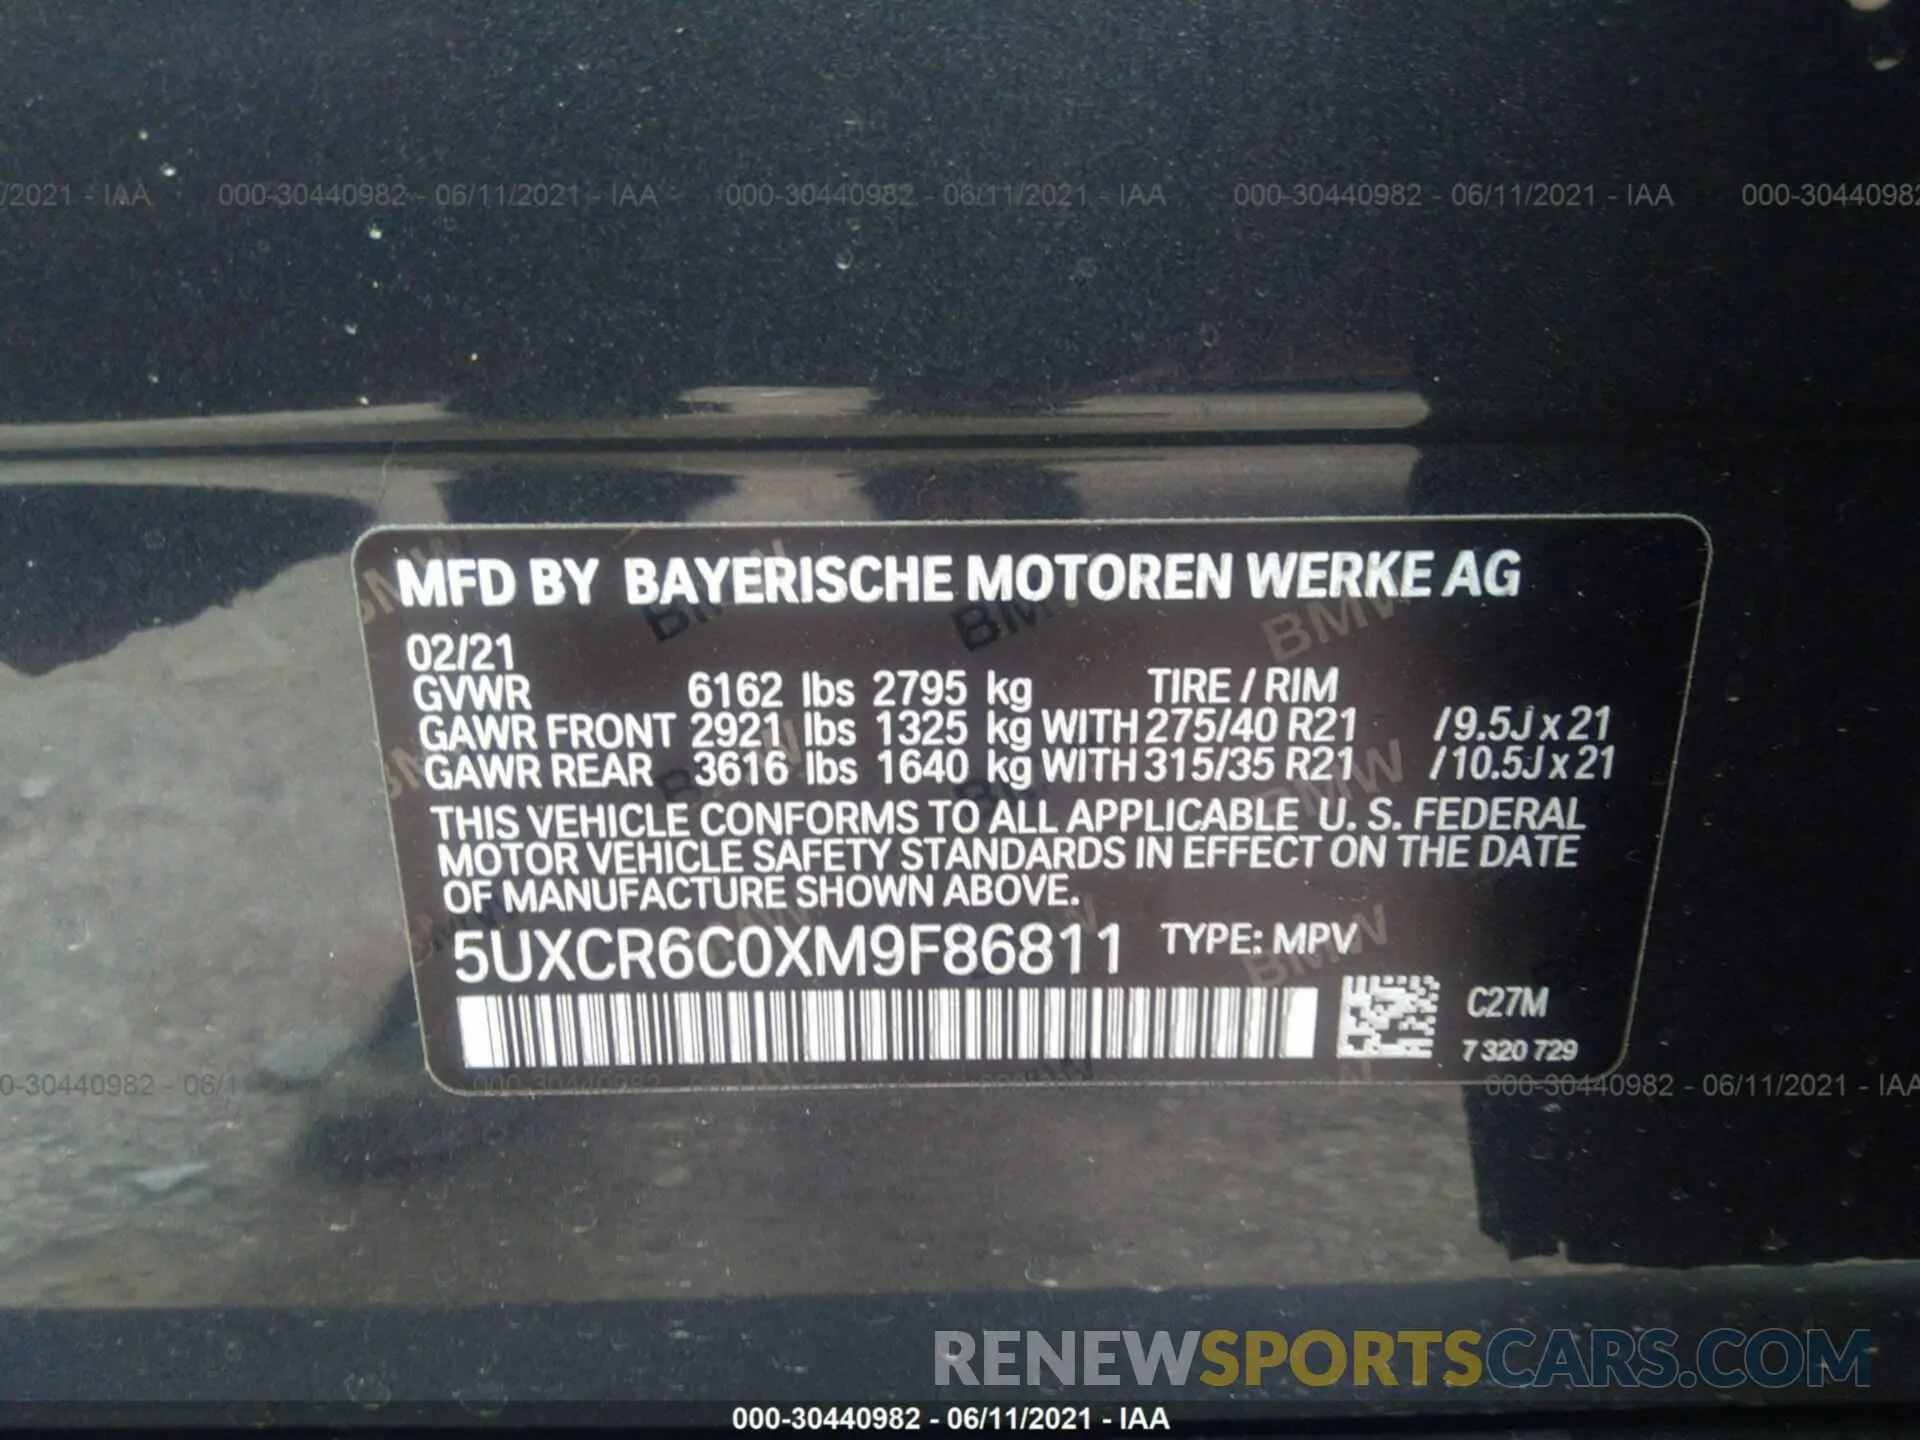 /2021 - IAA 000-30440982 - 06/11/2021 - IAA 000-30440982 - 06/11/2021 - IAA 000-30440982 - 06/11/2021 - IAA 000-30440982
MFD BY BAYERISCHE MOTOREN WERKE AG
02/21
GVWR 6162 lbs 2795 kg TIRE / RIM
GAWR FRONT 2921 lbs 1325 kg WITH 275/40 R21 /9.5J x 21
GAWR REAR 3616 lbs 1640 kg WITH 315/35 R21 /10.5J x 21
THIS VEHICLE CONFORMS TO ALL APPLICABLE U. S. FEDERAL
MOTOR VEHICLE SAFETY STANDARDS IN EFFECT ON THE DATE
OF MANUFACTURE SHOWN ABOVE.
5UXCR6C0XM9F86811 TYPE: MPV
C27M
7 320 729
000-30440982 - 06/11/2021 - IAA
RENEWSPORTSCARS.COM
000-30440982 - 06/11/2021 - IAA